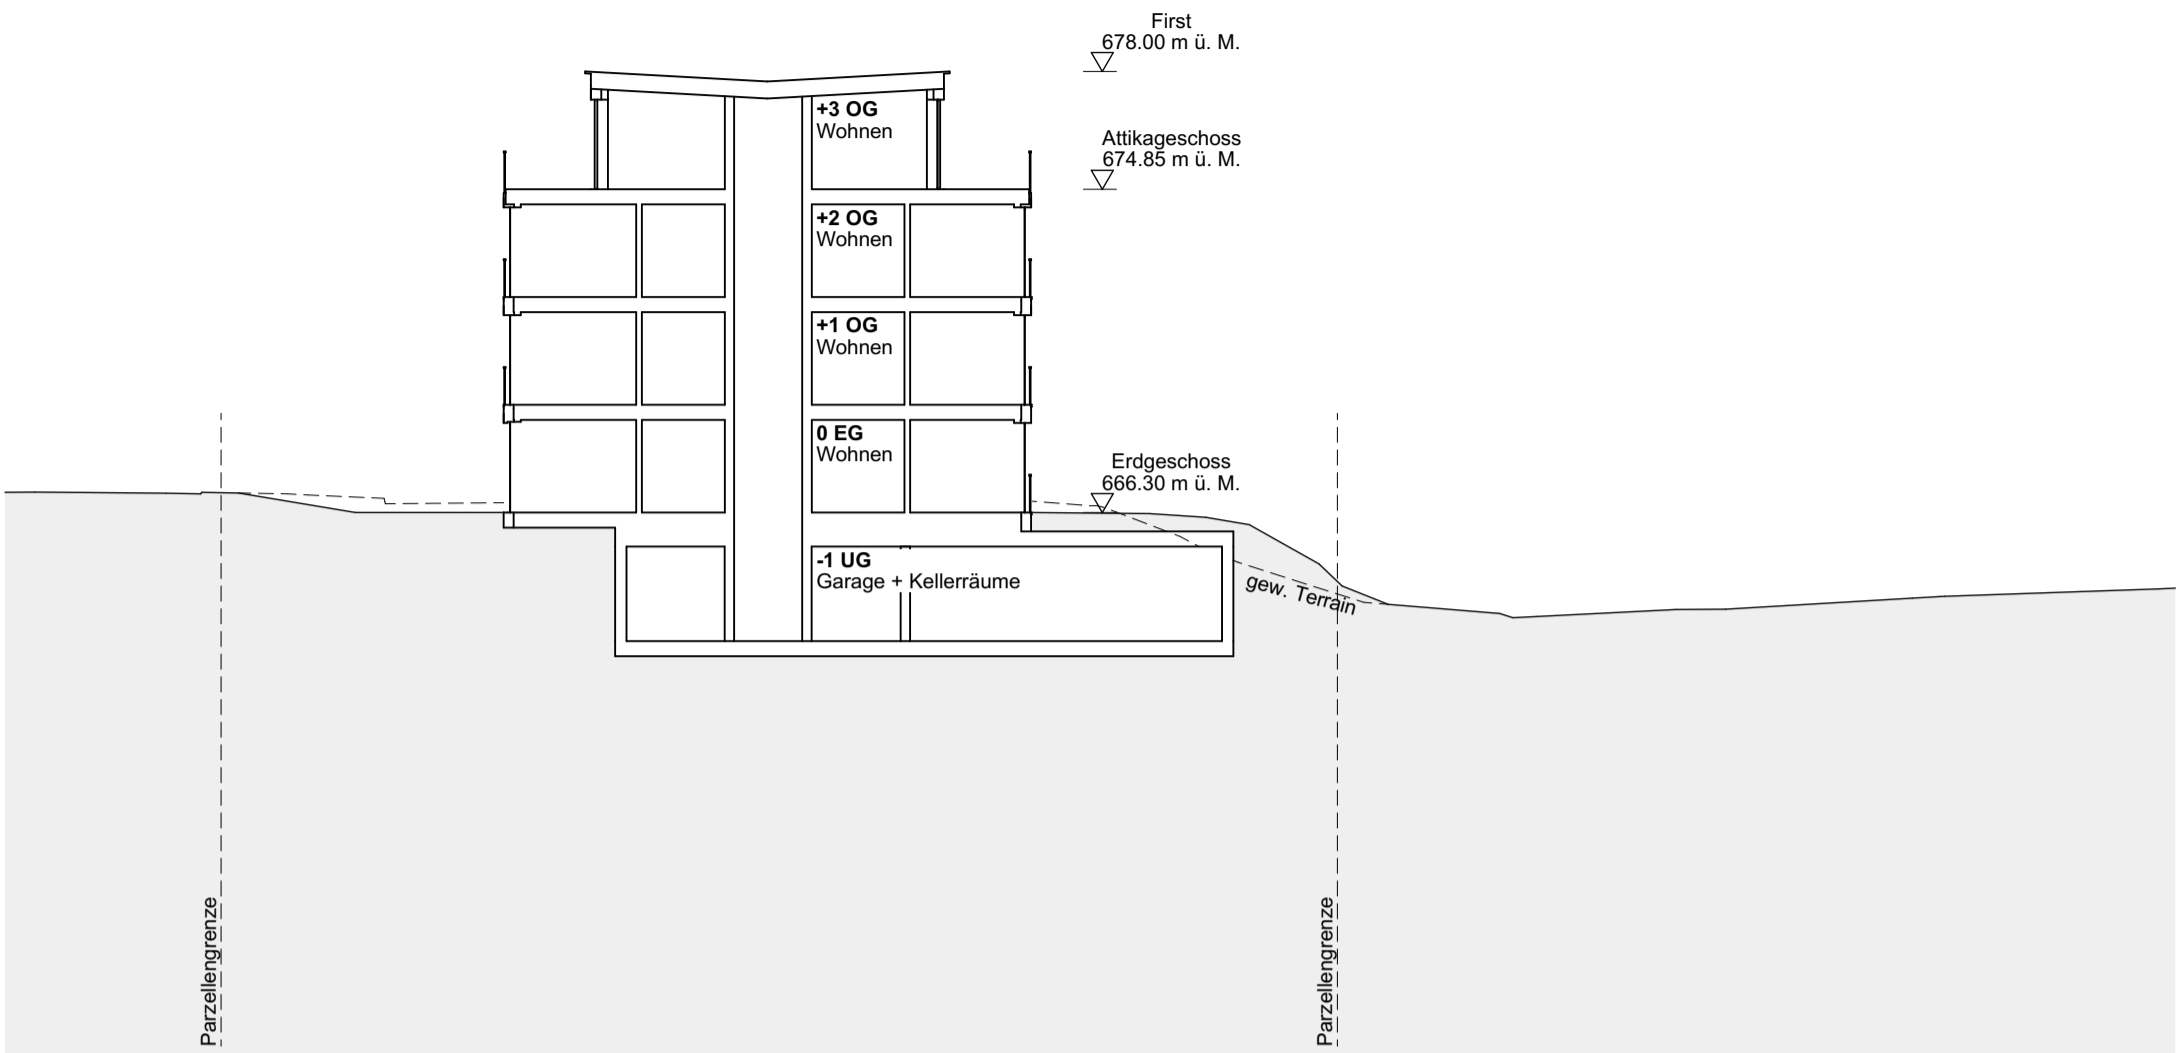 First
678.00 m ü. M.
+3 OG
Wohnen
Attikageschoss
674.85 m ü. M.
+2 OG
Wohnen
+1 OG
Wohnen
0 EG
Wohnen
Erdgeschoss
666.30 m ü. M.
-1 UG
Garage + Kellerräume
gew. Terrain
Parzellengrenze
Parzellengrenze